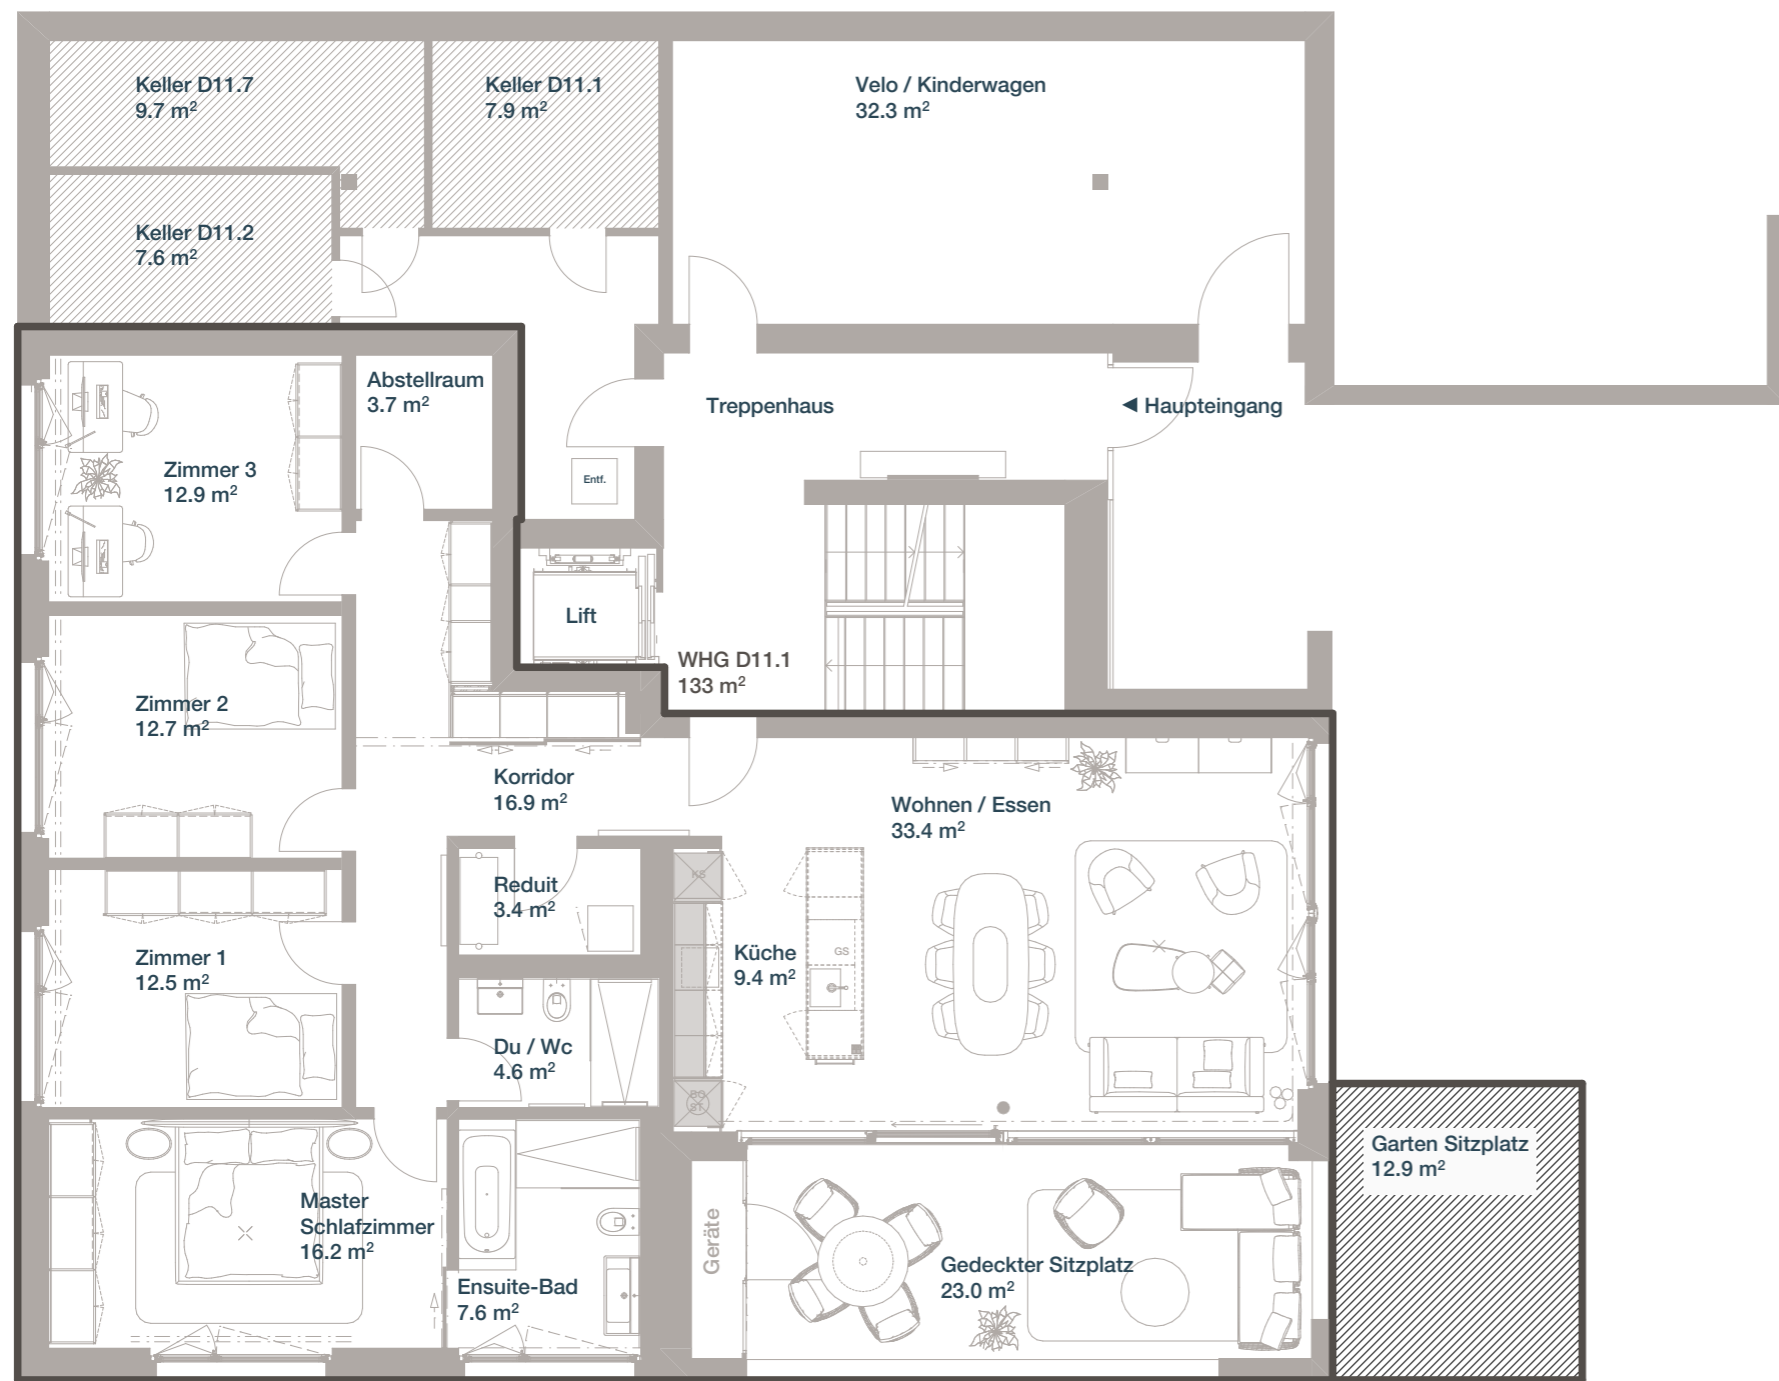 Keller D11.7
9.7 m²
Keller D11.1
7.9 m²
Velo / Kinderwagen
32.3 m²
Keller D11.2
7.6 m²
Abstellraum
3.7 m²
Treppenhaus
◀ Haupteingang
Zimmer 3
12.9 m²
Entf.
Lift
WHG D11.1
133 m²
Zimmer 2
12.7 m²
Korridor
16.9 m²
Wohnen / Essen
33.4 m²
KS
Reduit
3.4 m²
Küche
9.4 m²
GS
Zimmer 1
12.5 m²
Du / Wc
4.6 m²
BO
ST
Garten Sitzplatz
12.9 m²
Master
Schlafzimmer
16.2 m²
Geräte
Gedeckter Sitzplatz
23.0 m²
Ensuite-Bad
7.6 m²